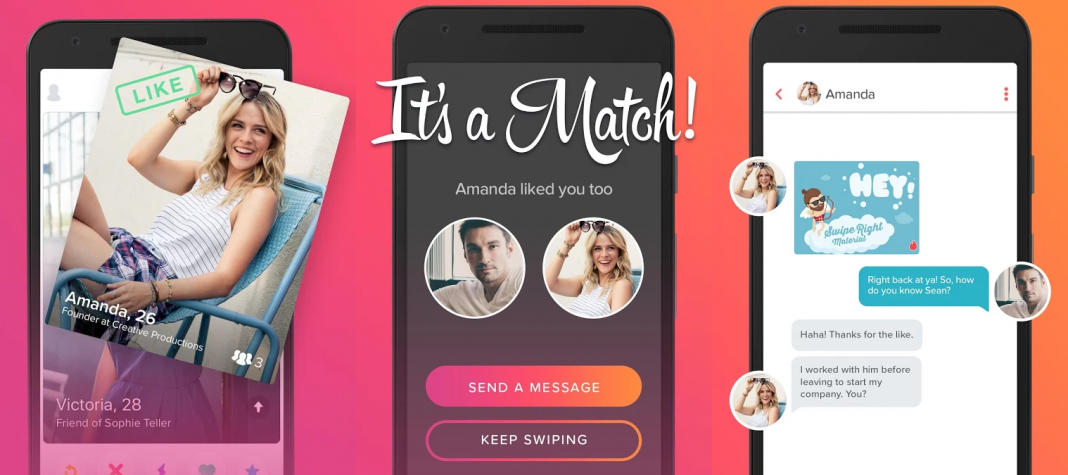 LIKE
Amanda, 26
Founder at Creative Productions
3
Victoria, 28
Friend of Sophie Teller
It's a Match!
Amanda liked you too
SEND A MESSAGE
KEEP SWIPING
Amanda
HEY!
Swipe Right
Material
Right back at ya! So, how
do you know Sean?
Haha! Thanks for the like.
I worked with him before
leaving to start my
company. You?